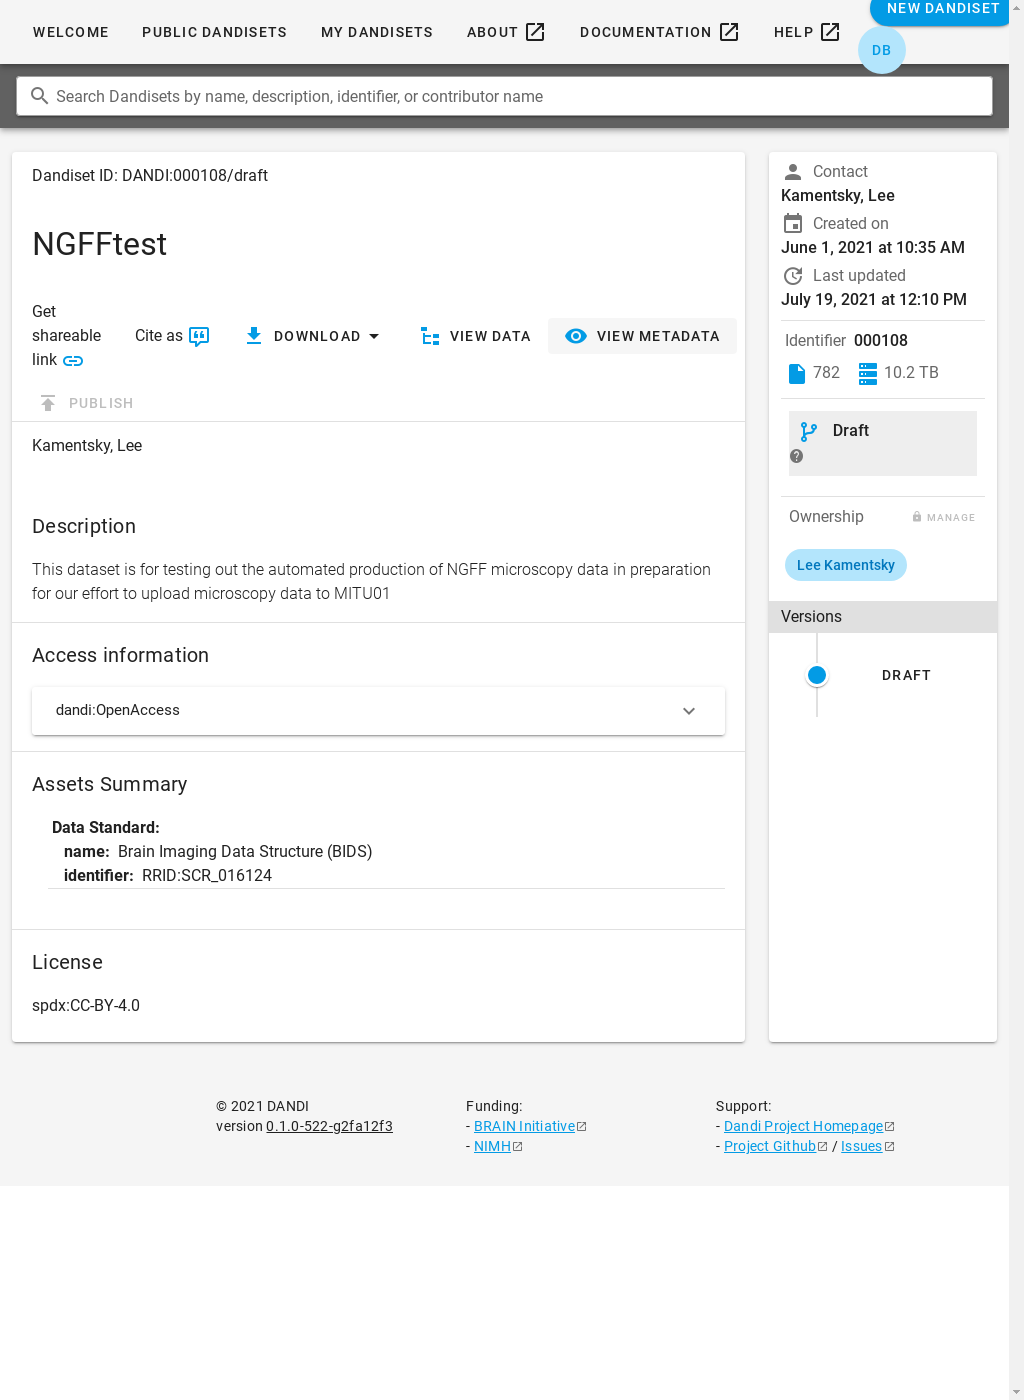 WELCOME PUBLIC DANDISETS MY DANDISETS ABOUT DOCUMENTATION HELP NEW DANDISET
DB
Search Dandisets by name, description, identifier, or contributor name
Dandiset ID: DANDI:000108/draft
NGFFtest
Get
shareable
link
Cite as
DOWNLOAD
VIEW DATA
VIEW METADATA
PUBLISH
Kamentsky, Lee
Description
This dataset is for testing out the automated production of NGFF microscopy data in preparation
for our effort to upload microscopy data to MITU01
Access information
dandi:OpenAccess
Assets Summary
Data Standard:
name: Brain Imaging Data Structure (BIDS)
identifier: RRID:SCR_016124
License
spdx:CC-BY-4.0
Contact
Kamentsky, Lee
Created on
June 1, 2021 at 10:35 AM
Last updated
July 19, 2021 at 12:10 PM
Identifier 000108
782 10.2 TB
Draft
Ownership MANAGE
Lee Kamentsky
Versions
DRAFT
© 2021 DANDI
version 0.1.0-522-g2fa12f3
Funding:
- BRAIN Initiative
- NIMH
Support:
- Dandi Project Homepage
- Project Github / Issues